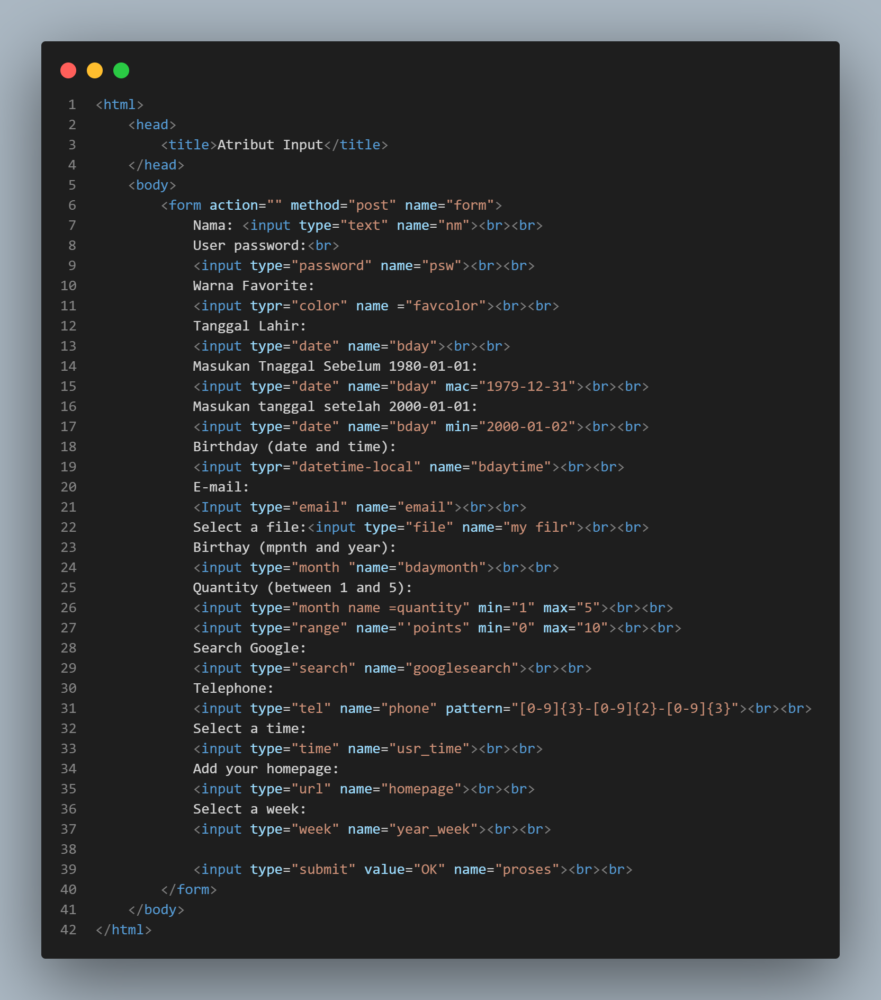 1 <html>
2     <head>
3         <title>Atribut Input</title>
4     </head>
5     <body>
6         <form action="" method="post" name="form">
7             Nama: <input type="text" name="nm"><br><br>
8             User password:<br>
9             <input type="password" name="psw"><br><br>
10             Warna Favorite:
11             <input typr="color" name ="favcolor"><br><br>
12             Tanggal Lahir:
13             <input type="date" name="bday"><br><br>
14             Masukan Tnaggal Sebelum 1980-01-01:
15             <input type="date" name="bday" mac="1979-12-31"><br><br>
16             Masukan tanggal setelah 2000-01-01:
17             <input type="date" name="bday" min="2000-01-02"><br><br>
18             Birthday (date and time):
19             <input typr="datetime-local" name="bdaytime"><br><br>
20             E-mail:
21             <Input type="email" name="email"><br><br>
22             Select a file:<input type="file" name="my filr"><br><br>
23             Birthay (mpnth and year):
24             <input type="month "name="bdaymonth"><br><br>
25             Quantity (between 1 and 5):
26             <input type="month name =quantity" min="1" max="5"><br><br>
27             <input type="range" name="'points" min="0" max="10"><br><br>
28             Search Google:
29             <input type="search" name="googlesearch"><br><br>
30             Telephone:
31             <input type="tel" name="phone" pattern="[0-9]{3}-[0-9]{2}-[0-9]{3}"><br><br>
32             Select a time:
33             <input type="time" name="usr_time"><br><br>
34             Add your homepage:
35             <input type="url" name="homepage"><br><br>
36             Select a week:
37             <input type="week" name="year_week"><br><br>
38
39             <input type="submit" value="OK" name="proses"><br><br>
40         </form>
41     </body>
42 </html>